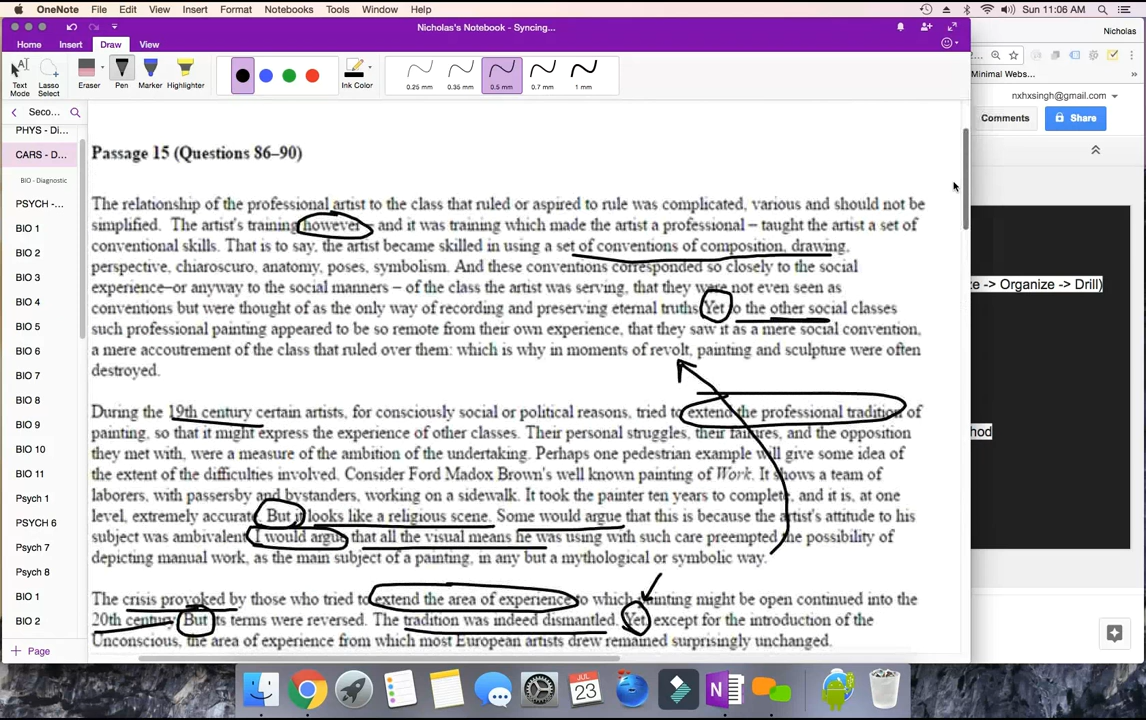 OneNote File Edit View Insert Format Notebooks Tools Window Help Sun 11:06 AM
Nicholas's Notebook - Syncing...
Nicholas
Home Insert Draw View
Text Mode
Lasso Select
Eraser
Pen
Marker
Highlighter
Ink Color
0.25 mm 0.35 mm 0.5 mm 0.7 mm 1 mm
Minimal Webs...
nxhxsingh@gmail.com
Comments
Share
Seco...
PHYS - Di...
CARS - D...
BIO - Diagnostic
PSYCH -...
BIO 1
BIO 2
BIO 3
BIO 4
BIO 5
BIO 6
BIO 7
BIO 8
BIO 9
BIO 10
BIO 11
Psych 1
PSYCH 6
Psych 7
Psych 8
BIO 1
BIO 2
+ Page
Passage 15 (Questions 86–90)
The relationship of the professional artist to the class that ruled or aspired to rule was complicated, various and should not be
simplified. The artist's training however – and it was training which made the artist a professional – taught the artist a set of
conventional skills. That is to say, the artist became skilled in using a set of conventions of composition, drawing,
perspective, chiaroscuro, anatomy, poses, symbolism. And these conventions corresponded so closely to the social
experience–or anyway to the social manners – of the class the artist was serving, that they were not even seen as
conventions but were thought of as the only way of recording and preserving eternal truths. Yet to the other social classes
such professional painting appeared to be so remote from their own experience, that they saw it as a mere social convention,
a mere accoutrement of the class that ruled over them: which is why in moments of revolt, painting and sculpture were often
destroyed.
During the 19th century certain artists, for consciously social or political reasons, tried to extend the professional tradition of
painting, so that it might express the experience of other classes. Their personal struggles, their failures, and the opposition
they met with, were a measure of the ambition of the undertaking. Perhaps one pedestrian example will give some idea of
the extent of the difficulties involved. Consider Ford Madox Brown's well known painting of Work. It shows a team of
laborers, with passersby and bystanders, working on a sidewalk. It took the painter ten years to complete, and it is, at one
level, extremely accurate. But it looks like a religious scene. Some would argue that this is because the artist's attitude to his
subject was ambivalent. I would argue that all the visual means he was using with such care preempted the possibility of
depicting manual work, as the main subject of a painting, in any but a mythological or symbolic way.
The crisis provoked by those who tried to extend the area of experience to which painting might be open continued into the
20th century. But its terms were reversed. The tradition was indeed dismantled. Yet, except for the introduction of the
Unconscious, the area of experience from which most European artists drew remained surprisingly unchanged.
ze -> Organize -> Drill)
hod
JUL
23